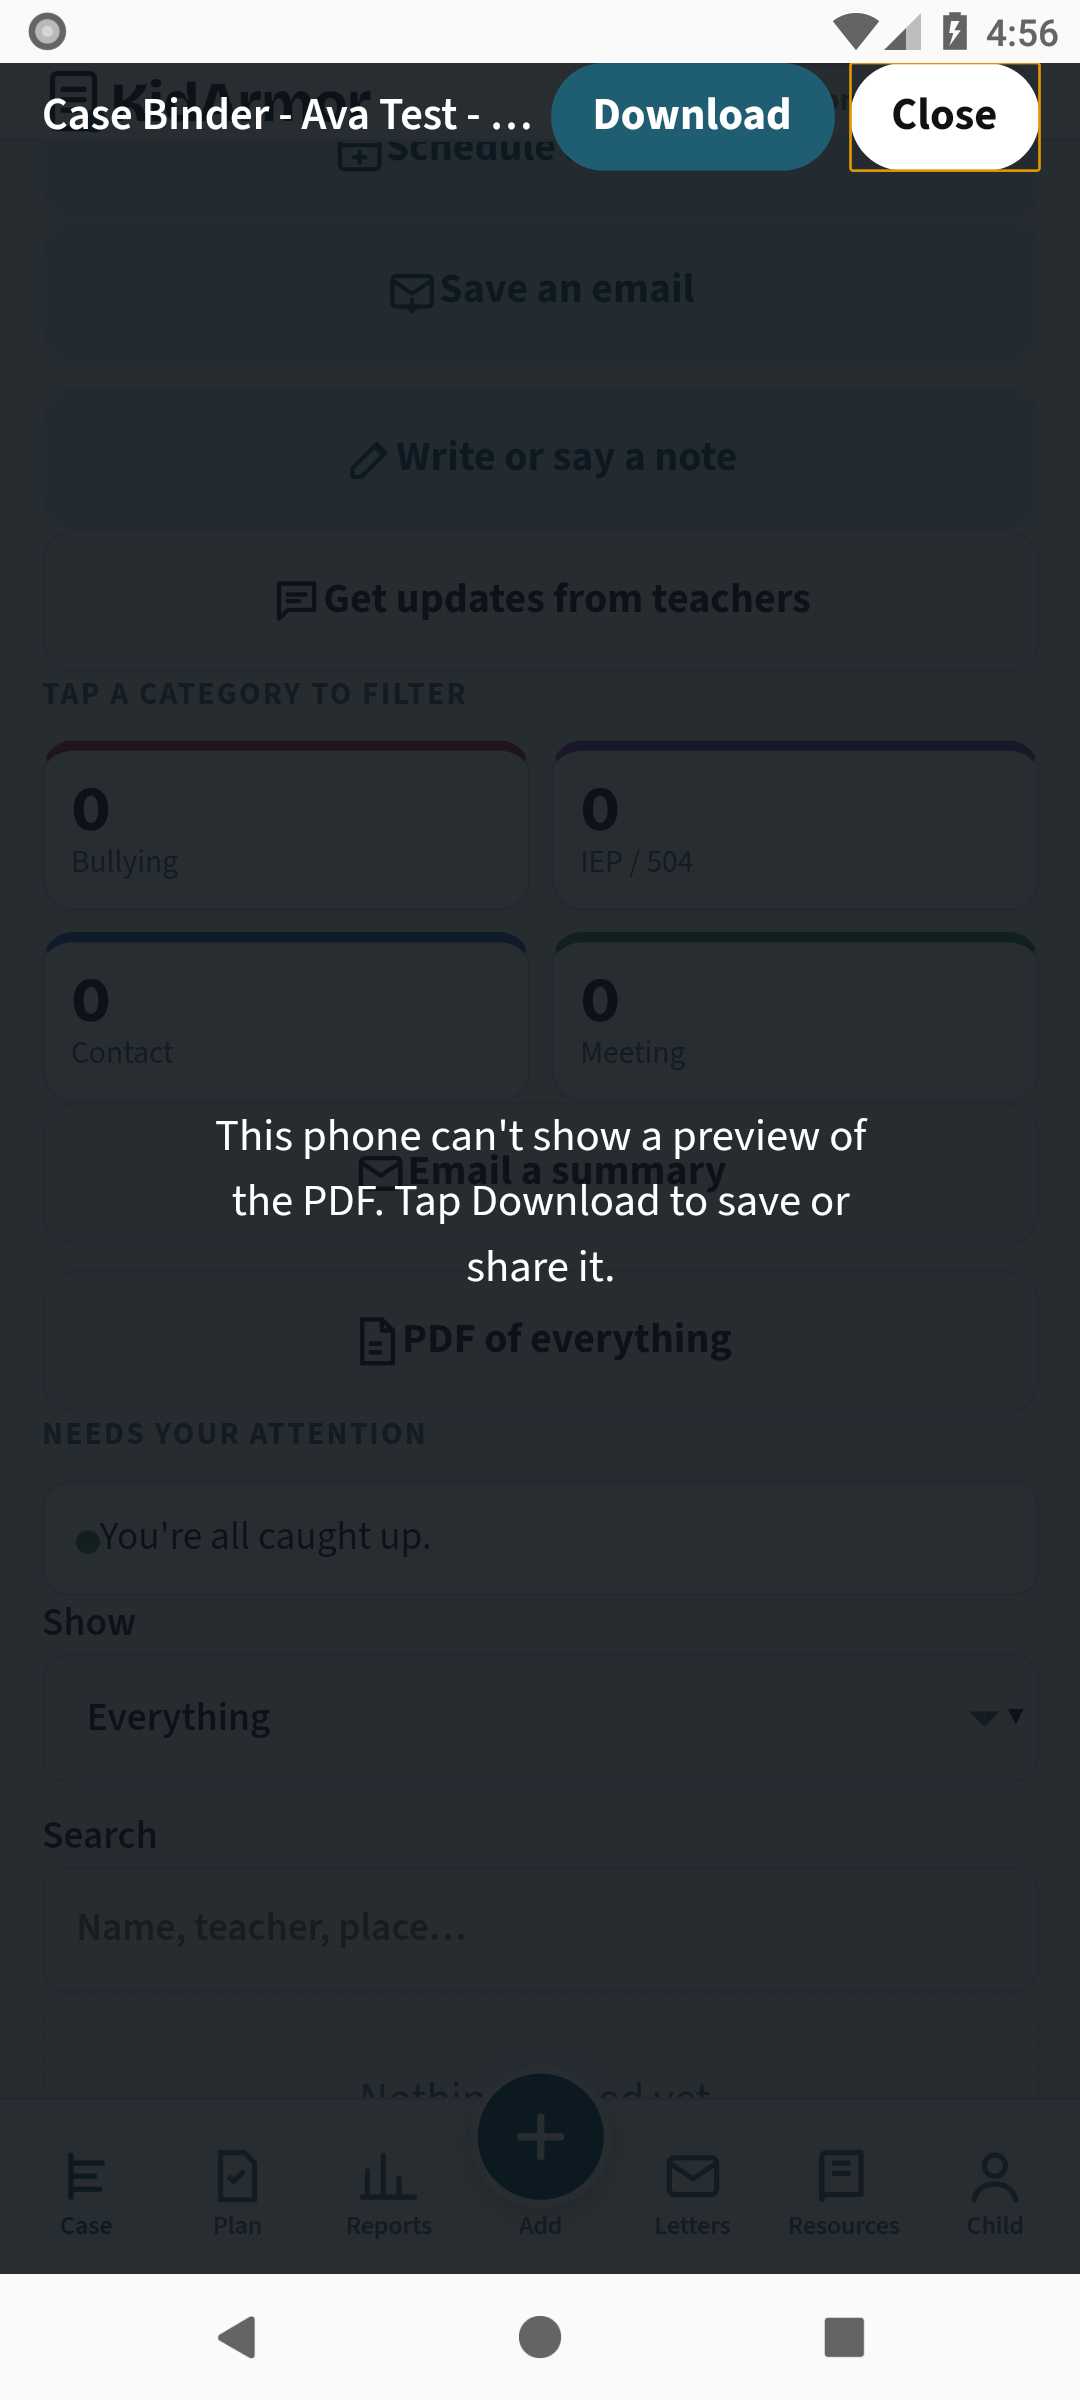 4:56
KidArmor
Case Binder - Ava Test - ...
Download
Close
Schedule
Save an email
Write or say a note
Get updates from teachers
TAP A CATEGORY TO FILTER
0
Bullying
0
IEP / 504
0
Contact
0
Meeting
This phone can't show a preview of
the PDF. Tap Download to save or
share it.
Email a summary
PDF of everything
NEEDS YOUR ATTENTION
You're all caught up.
Show
Everything
Search
Name, teacher, place...
yet
Case
Plan
Reports
Add
Letters
Resources
Child